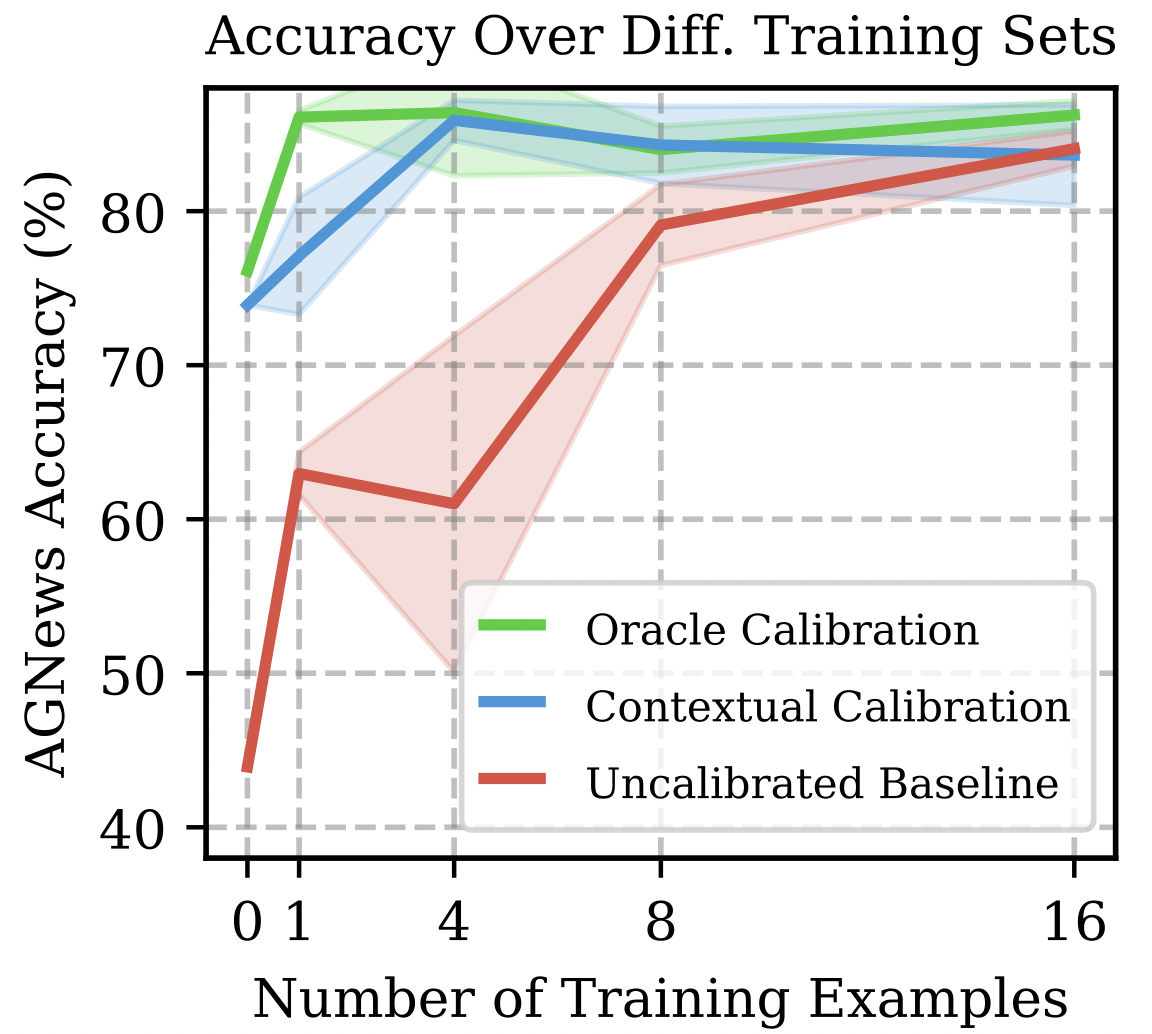 Accuracy Over Diff. Training Sets
AGNews Accuracy (%)
80
70
60
50
40
Oracle Calibration
Contextual Calibration
Uncalibrated Baseline
0 1 4 8 16
Number of Training Examples